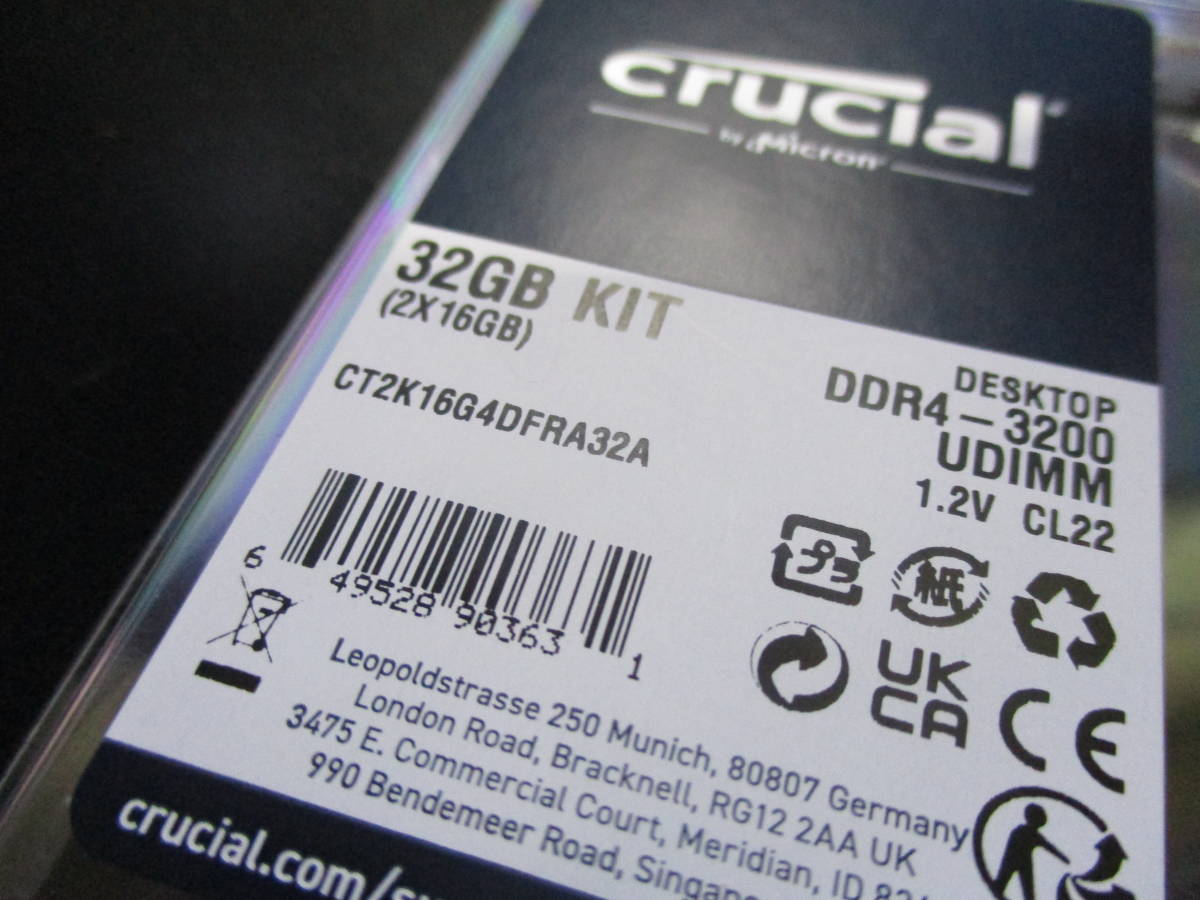 crucial
by Micron
32GB KIT
(2X16GB)
CT2K16G4DFRA32A
DESKTOP
DDR4-3200
UDIMM
1.2V CL22
6 49528 90363 1
プラ
紙
UK
CA
CE
Leopoldstrasse 250 Munich, 80807 Germany
London Road, Bracknell, RG12 2AA UK
3475 E. Commercial Court, Meridian, ID
990 Bendemeer Road,
crucial.com/